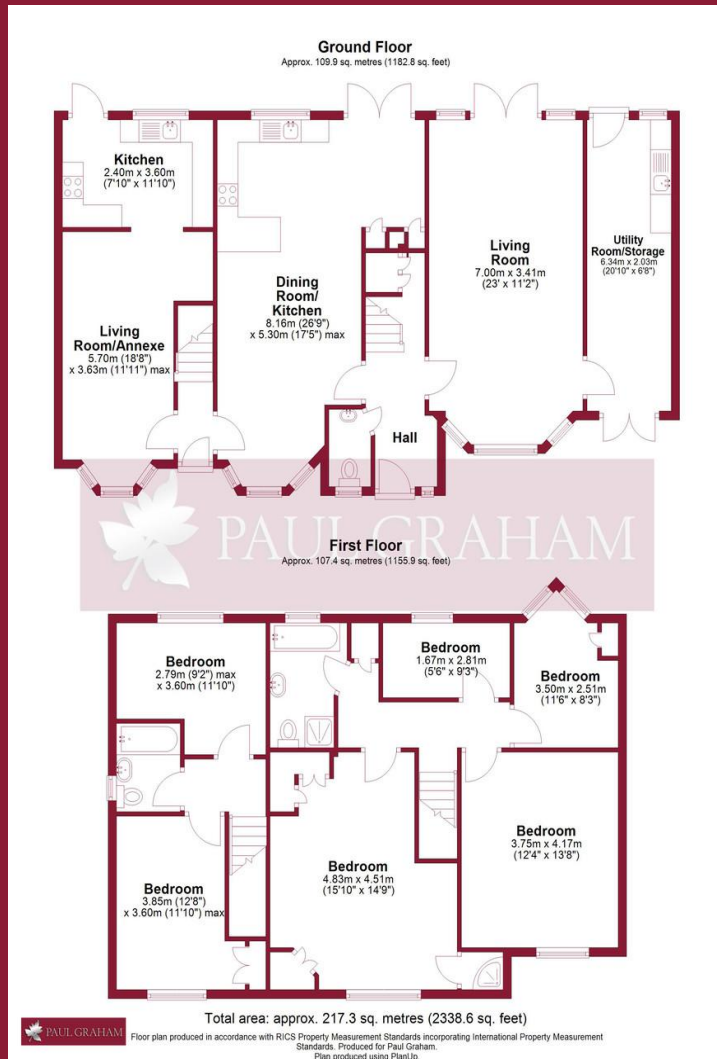 Ground Floor
Approx. 109.9 sq. metres (1182.8 sq. feet)
Kitchen
2.40m x 3.60m
(7'10" x 11'10")
Living
Room/Annexe
5.70m (18'8")
x 3.63m (11'11") max
Dining
Room/
Kitchen
8.16m (26'9")
x 5.30m (17'5") max
Hall
Living
Room
7.00m x 3.41m
(23' x 11'2")
Utility
Room/Storage
6.34m x 2.03m
(20'10" x 6'8")
PAUL GRAHAM
First Floor
Approx. 107.4 sq. metres (1155.9 sq. feet)
Bedroom
2.79m (9'2") max
x 3.60m (11'10")
Bedroom
1.67m x 2.81m
(5'6" x 9'3")
Bedroom
3.50m x 2.51m
(11'6" x 8'3")
Bedroom
3.85m (12'8")
x 3.60m (11'10") max
Bedroom
4.83m x 4.51m
(15'10" x 14'9")
Bedroom
3.75m x 4.17m
(12'4" x 13'8")
Total area: approx. 217.3 sq. metres (2338.6 sq. feet)
PAUL GRAHAM
Floor plan produced in accordance with RICS Property Measurement Standards incorporating International Property Measurement
Standards. Produced for Paul Graham.
Plan produced using PlanUp.